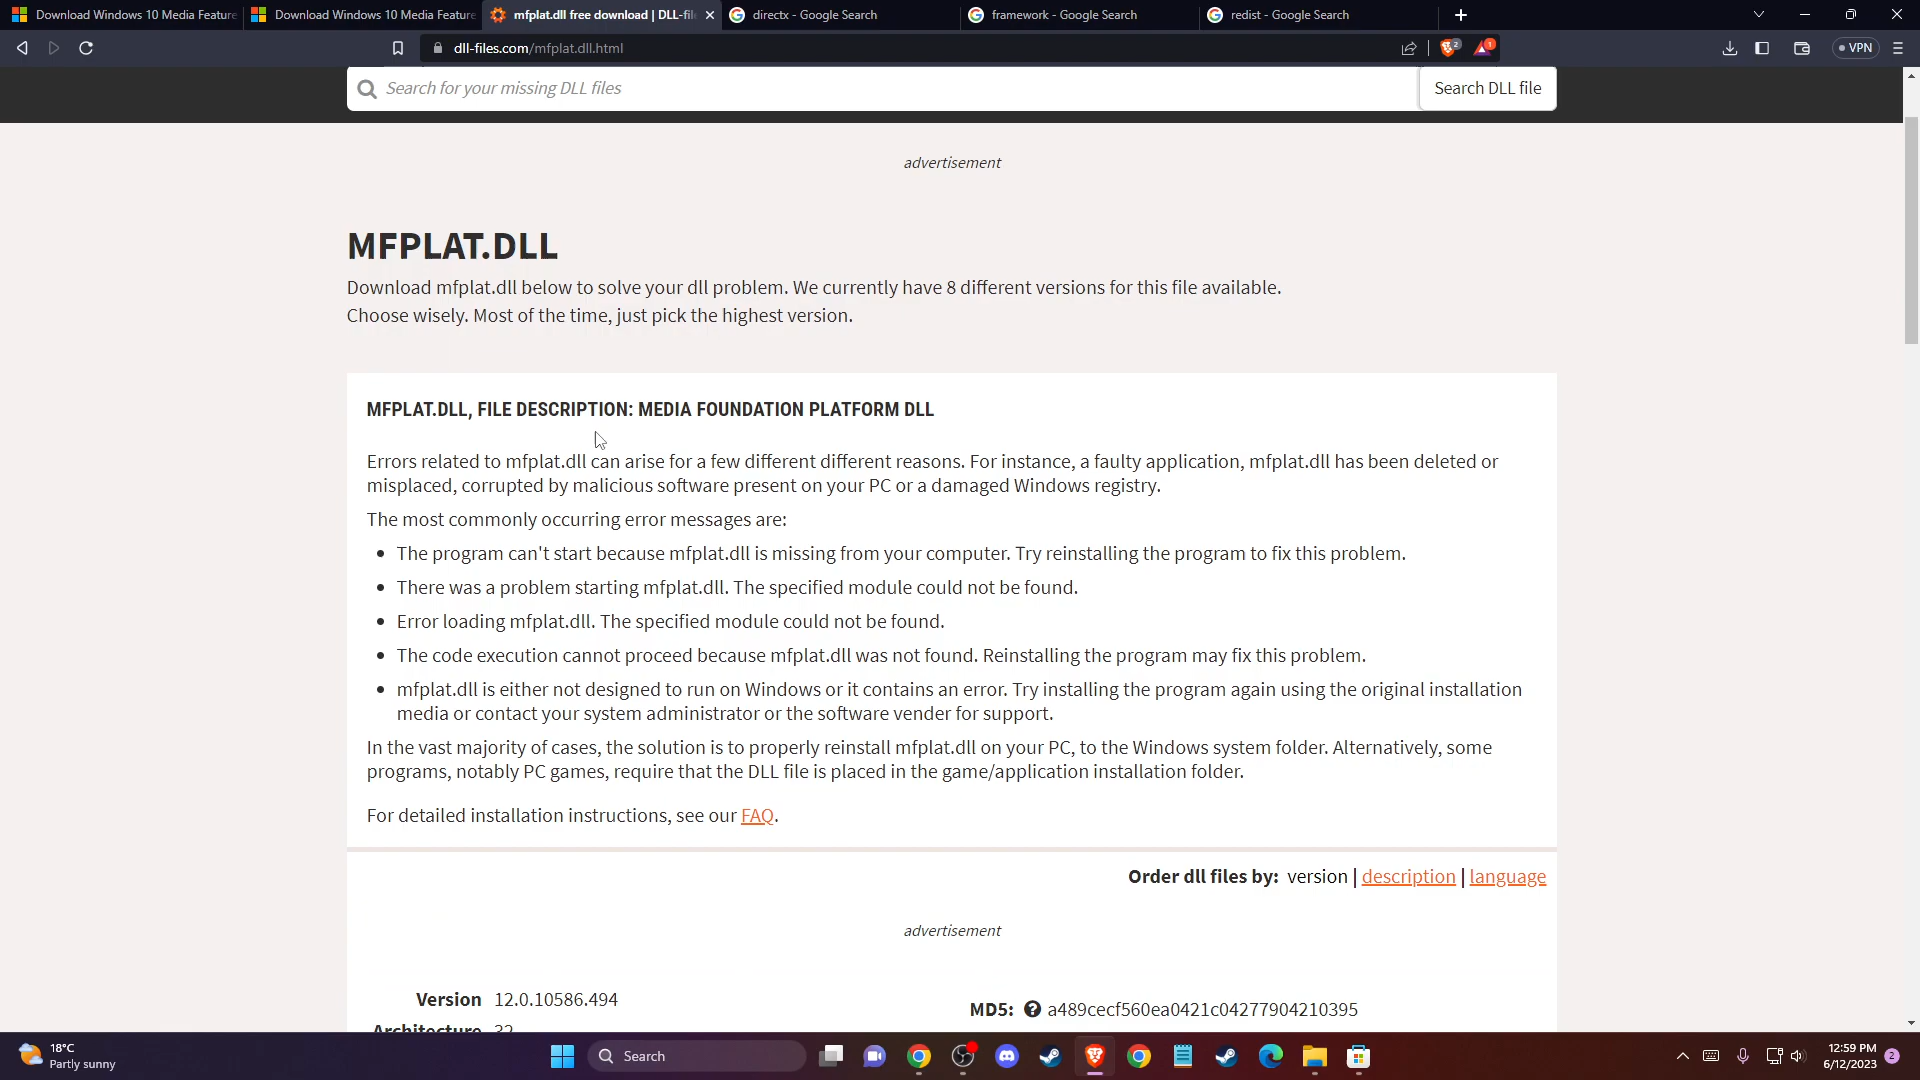 Download Windows 10 Media Feature
Download Windows 10 Media Feature
mfplat.dll free download | DLL-fil
directx - Google Search
framework - Google Search
redist - Google Search
dll-files.com/mfplat.dll.html
2
1
VPN
Search for your missing DLL files
Search DLL file
advertisement
MFPLAT.DLL
Download mfplat.dll below to solve your dll problem. We currently have 8 different versions for this file available.
Choose wisely. Most of the time, just pick the highest version.
MFPLAT.DLL, FILE DESCRIPTION: MEDIA FOUNDATION PLATFORM DLL
Errors related to mfplat.dll can arise for a few different different reasons. For instance, a faulty application, mfplat.dll has been deleted or
misplaced, corrupted by malicious software present on your PC or a damaged Windows registry.
The most commonly occurring error messages are:
• The program can't start because mfplat.dll is missing from your computer. Try reinstalling the program to fix this problem.
• There was a problem starting mfplat.dll. The specified module could not be found.
• Error loading mfplat.dll. The specified module could not be found.
• The code execution cannot proceed because mfplat.dll was not found. Reinstalling the program may fix this problem.
• mfplat.dll is either not designed to run on Windows or it contains an error. Try installing the program again using the original installation
media or contact your system administrator or the software vender for support.
In the vast majority of cases, the solution is to properly reinstall mfplat.dll on your PC, to the Windows system folder. Alternatively, some
programs, notably PC games, require that the DLL file is placed in the game/application installation folder.
For detailed installation instructions, see our FAQ.
Order dll files by: version | description | language
advertisement
Version 12.0.10586.494
MD5: a489cecf560ea0421c04277904210395
Architecture 32
18°C
Partly sunny
Search
12:59 PM
6/12/2023
2